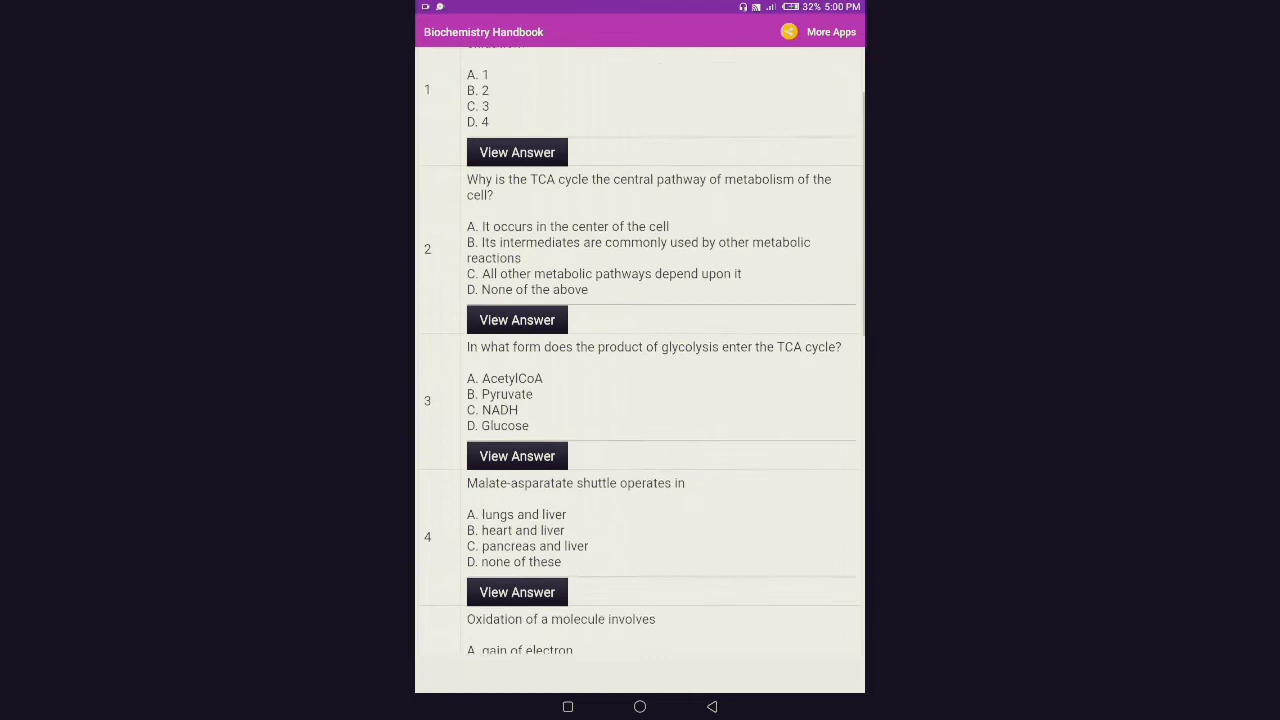 32% 5:00 PM
Biochemistry Handbook
More Apps
1
A. 1
B. 2
C. 3
D. 4
View Answer
2
Why is the TCA cycle the central pathway of metabolism of the
cell?
A. It occurs in the center of the cell
B. Its intermediates are commonly used by other metabolic
reactions
C. All other metabolic pathways depend upon it
D. None of the above
View Answer
3
In what form does the product of glycolysis enter the TCA cycle?
A. AcetylCoA
B. Pyruvate
C. NADH
D. Glucose
View Answer
4
Malate-asparatate shuttle operates in
A. lungs and liver
B. heart and liver
C. pancreas and liver
D. none of these
View Answer
Oxidation of a molecule involves
A. gain of electron